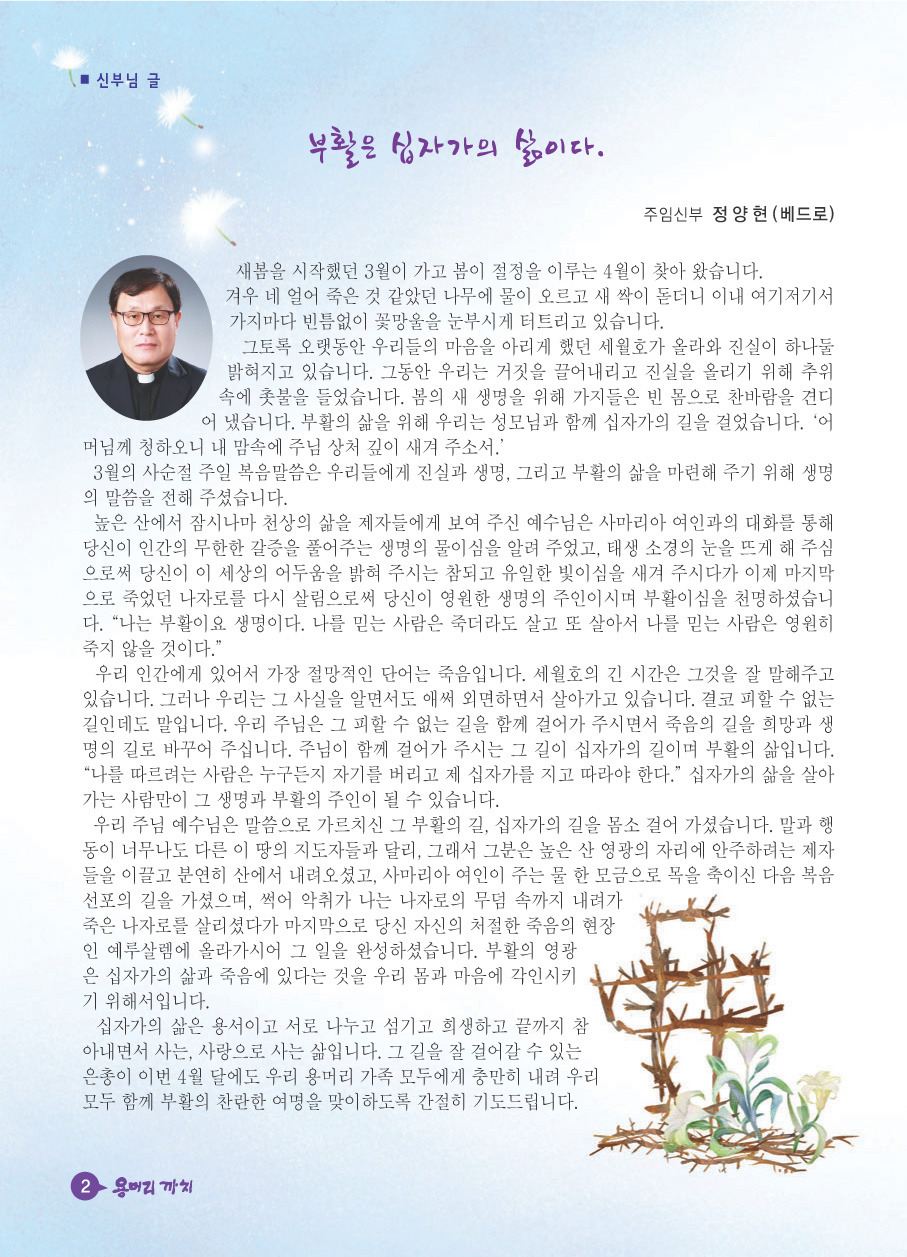 ■ 신부님 글
부활은 십자가의 삶이다.
주임신부 정양현(베드로)
새봄을 시작했던 3월이 가고 봄이 절정을 이루는 4월이 찾아 왔습니다.
겨우 네 얼어 죽은 것 같았던 나무에 물이 오르고 새 싹이 돋더니 이내 여기저기서
가지마다 빈틈없이 꽃망울을 눈부시게 터트리고 있습니다.
그토록 오랫동안 우리들의 마음을 아리게 했던 세월호가 올라와 진실이 하나둘
밝혀지고 있습니다. 그동안 우리는 거짓을 끌어내리고 진실을 올리기 위해 추위
속에 촛불을 들었습니다. 봄의 새 생명을 위해 가지들은 빈 몸으로 찬바람을 견디
어 냈습니다. 부활의 삶을 위해 우리는 성모님과 함께 십자가의 길을 걸었습니다. ‘어
머님께 청하오니 내 맘속에 주님 상처 깊이 새겨 주소서.’
3월의 사순절 주일 복음말씀은 우리들에게 진실과 생명, 그리고 부활의 삶을 마련해 주기 위해 생명
의 말씀을 전해 주셨습니다.
높은 산에서 잠시나마 천상의 삶을 제자들에게 보여 주신 예수님은 사마리아 여인과의 대화를 통해
당신이 인간의 무한한 갈증을 풀어주는 생명의 물이심을 알려 주었고, 태생 소경의 눈을 뜨게 해 주심
으로써 당신이 이 세상의 어두움을 밝혀 주시는 참되고 유일한 빛이심을 새겨 주시다가 이제 마지막
으로 죽었던 나자로를 다시 살림으로써 당신이 영원한 생명의 주인이시며 부활이심을 천명하셨습니
다. “나는 부활이요 생명이다. 나를 믿는 사람은 죽더라도 살고 또 살아서 나를 믿는 사람은 영원히
죽지 않을 것이다.”
우리 인간에게 있어서 가장 절망적인 단어는 죽음입니다. 세월호의 긴 시간은 그것을 잘 말해주고
있습니다. 그러나 우리는 그 사실을 알면서도 애써 외면하면서 살아가고 있습니다. 결코 피할 수 없는
길인데도 말입니다. 우리 주님은 그 피할 수 없는 길을 함께 걸어가 주시면서 죽음의 길을 희망과 생
명의 길로 바꾸어 주십니다. 주님이 함께 걸어가 주시는 그 길이 십자가의 길이며 부활의 삶입니다.
“나를 따르려는 사람은 누구든지 자기를 버리고 제 십자가를 지고 따라야 한다.” 십자가의 삶을 살아
가는 사람만이 그 생명과 부활의 주인이 될 수 있습니다.
우리 주님 예수님은 말씀으로 가르치신 그 부활의 길, 십자가의 길을 몸소 걸어 가셨습니다. 말과 행
동이 너무나도 다른 이 땅의 지도자들과 달리, 그래서 그분은 높은 산 영광의 자리에 안주하려는 제자
들을 이끌고 분연히 산에서 내려오셨고, 사마리아 여인이 주는 물 한 모금으로 목을 축이신 다음 복음
선포의 길을 가셨으며, 썩어 악취가 나는 나자로의 무덤 속까지 내려가
죽은 나자로를 살리셨다가 마지막으로 당신 자신의 처절한 죽음의 현장
인 예루살렘에 올라가시어 그 일을 완성하셨습니다. 부활의 영광
은 십자가의 삶과 죽음에 있다는 것을 우리 몸과 마음에 각인시키
기 위해서입니다.
십자가의 삶은 용서이고 서로 나누고 섬기고 희생하고 끝까지 참
아내면서 사는, 사랑으로 사는 삶입니다. 그 길을 잘 걸어갈 수 있는
은총이 이번 4월 달에도 우리 용머리 가족 모두에게 충만히 내려 우리
모두 함께 부활의 찬란한 여명을 맞이하도록 간절히 기도드립니다.
2 용머리 까치